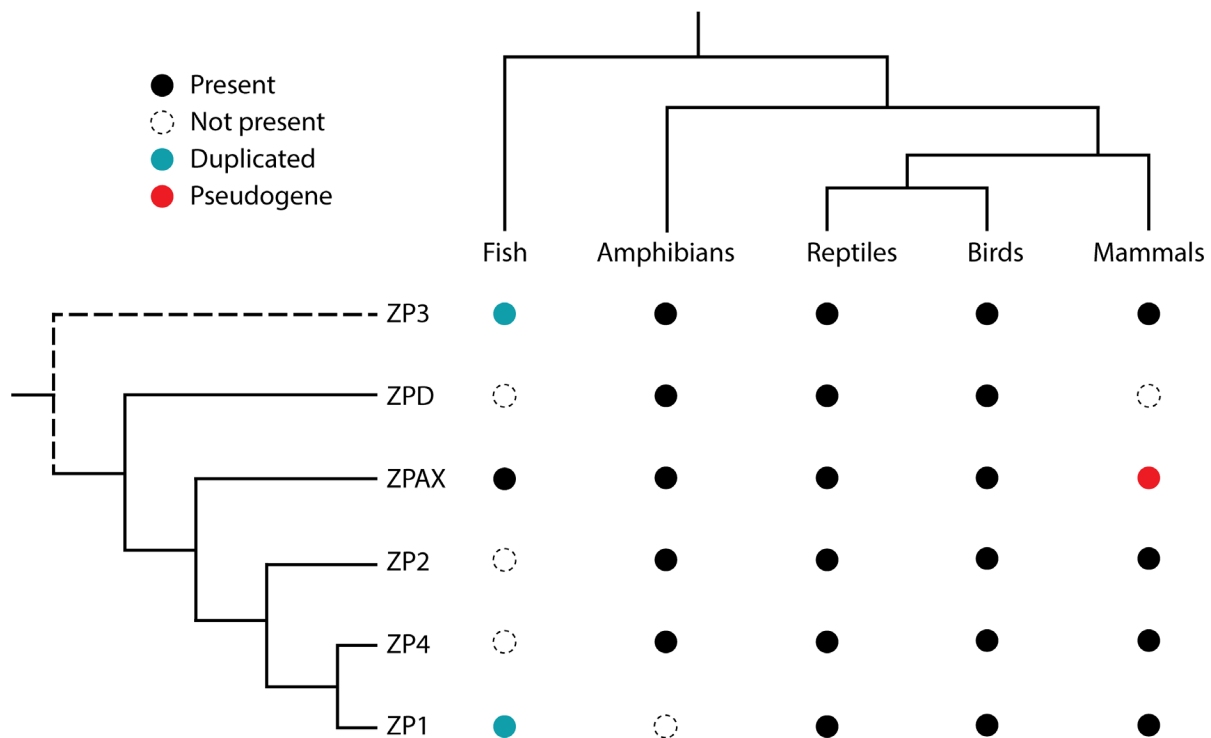 Present
Not present
Duplicated
Pseudogene
Fish Amphibians Reptiles Birds Mammals
ZP3
ZPD
ZPAX
ZP2
ZP4
ZP1